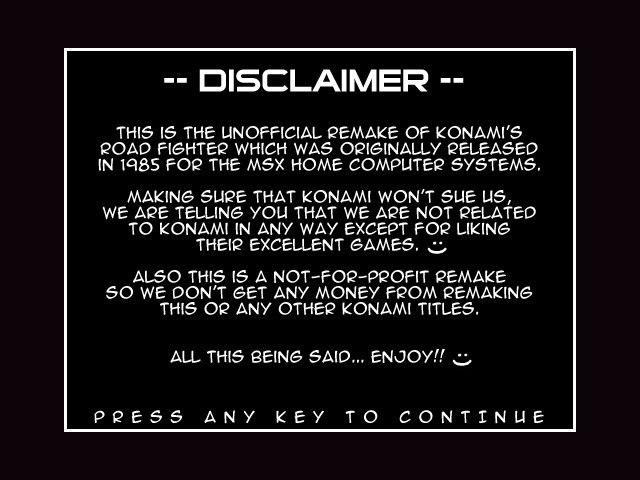 -- DISCLAIMER --
THIS IS THE UNOFFICIAL REMAKE OF KONAMI'S
ROAD FIGHTER WHICH WAS ORIGINALLY RELEASED
IN 1985 FOR THE MSX HOME COMPUTER SYSTEMS.
MAKING SURE THAT KONAMI WON'T SUE US,
WE ARE TELLING YOU THAT WE ARE NOT RELATED
TO KONAMI IN ANY WAY EXCEPT FOR LIKING
THEIR EXCELLENT GAMES. :)
ALSO THIS IS A NOT-FOR-PROFIT REMAKE
SO WE DON'T GET ANY MONEY FROM REMAKING
THIS OR ANY OTHER KONAMI TITLES.
ALL THIS BEING SAID... ENJOY!! :)
PRESS ANY KEY TO CONTINUE